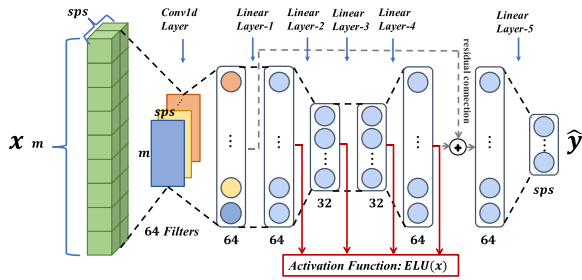 sps
Conv1d
Layer
Linear
Layer-1
Linear
Layer-2
Linear
Layer-3
Linear
Layer-4
Linear
Layer-5
residual connection
x
m
sps
m
64 Filters
64
64
32
32
64
64
sps
ŷ
Activation Function: ELU(x)